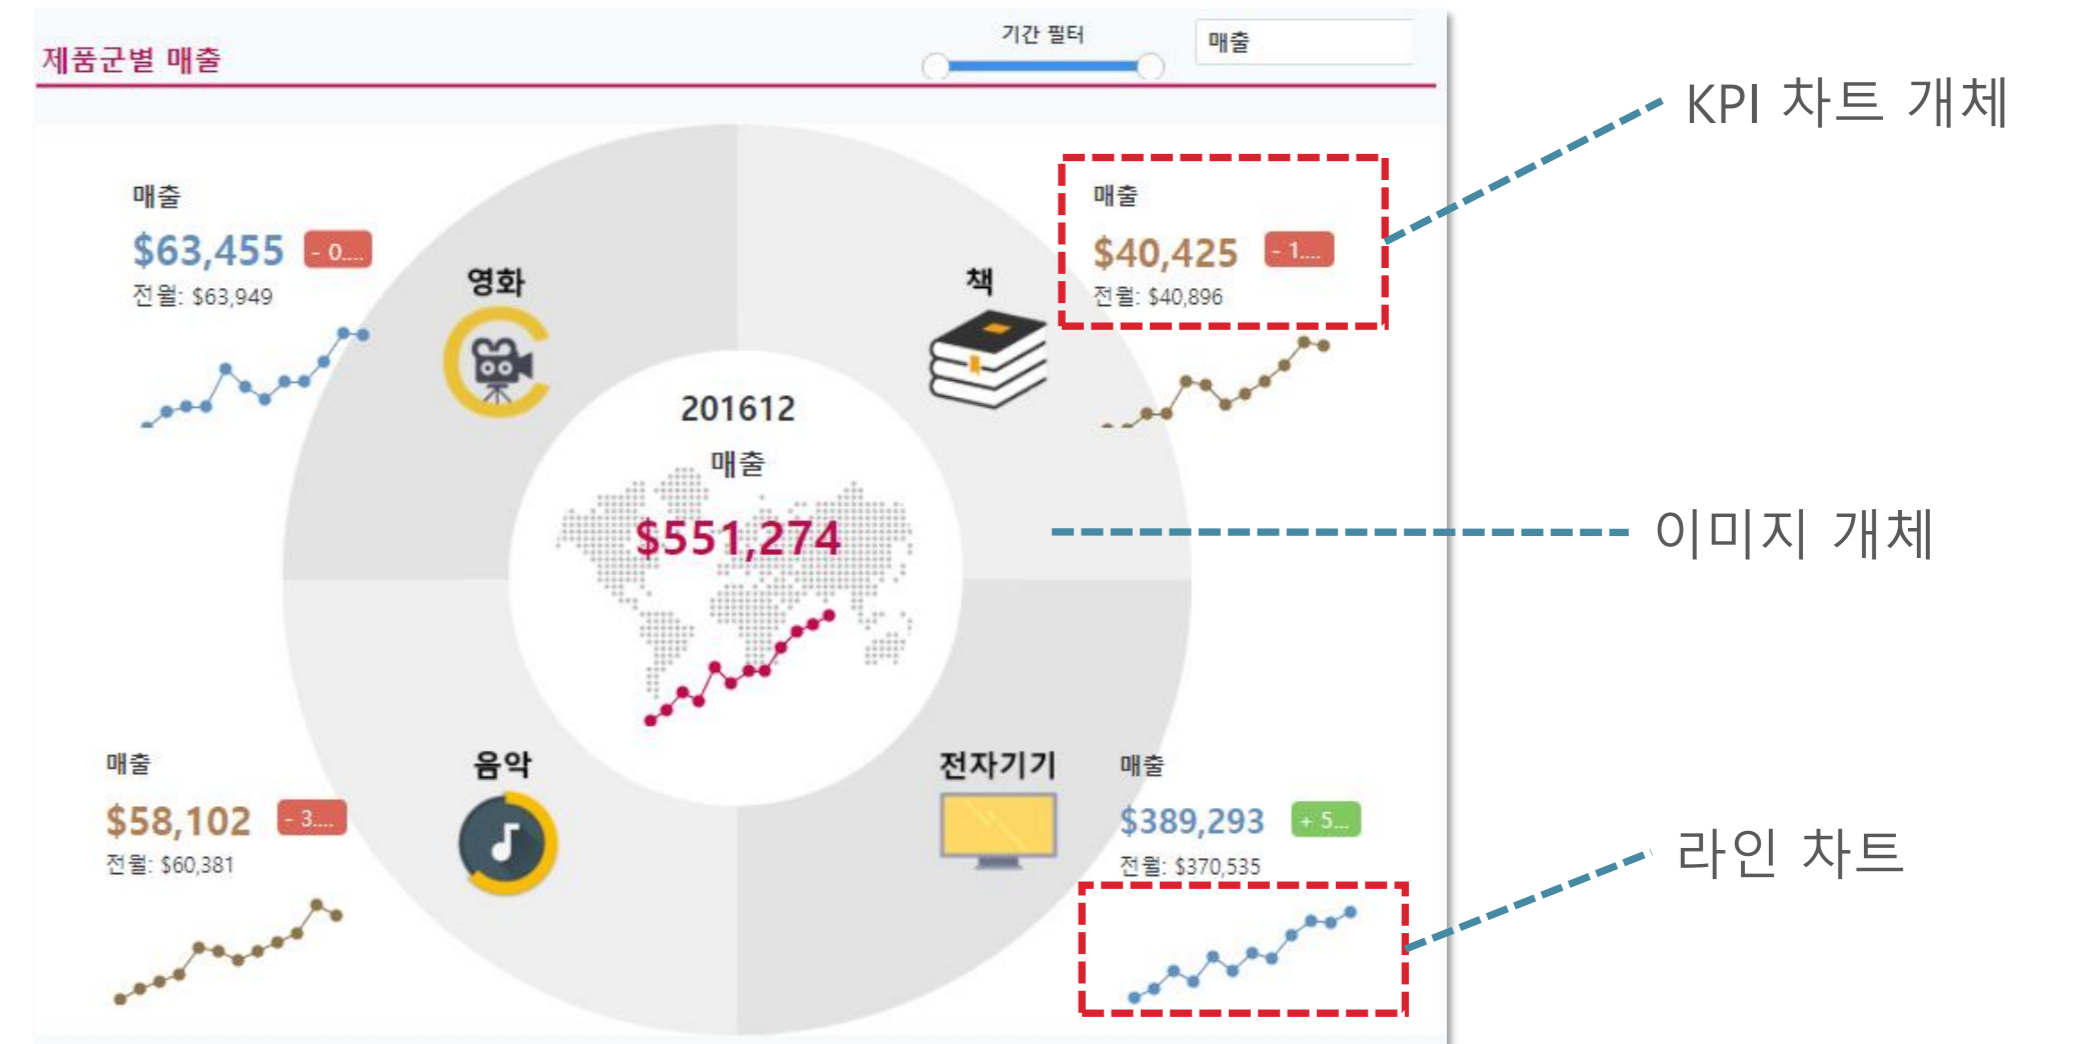 제품군별 매출
기간 필터
매출
KPI 차트 개체
매출
$63,455
- 0....
전월: $63,949
영화
책
매출
$40,425
- 1....
전월: $40,896
201612
매출
$551,274
이미지 개체
매출
$58,102
- 3....
전월: $60,381
음악
전자기기
매출
$389,293
+ 5...
전월: $370,535
라인 차트